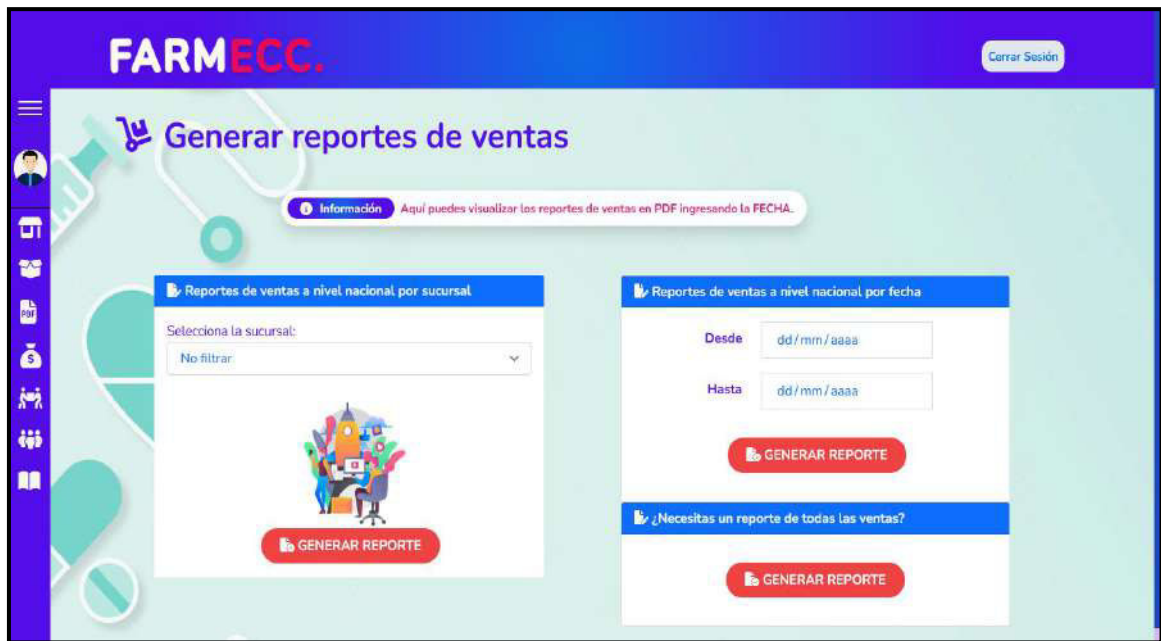 FARMECC.
Cerrar Sesión
Generar reportes de ventas
Información Aquí puedes visualizar los reportes de ventas en PDF ingresando la FECHA.
Reportes de ventas a nivel nacional por sucursal
Selecciona la sucursal:
No filtrar
GENERAR REPORTE
Reportes de ventas a nivel nacional por fecha
Desde dd/mm/aaaa
Hasta dd/mm/aaaa
GENERAR REPORTE
¿Necesitas un reporte de todas las ventas?
GENERAR REPORTE
PDF